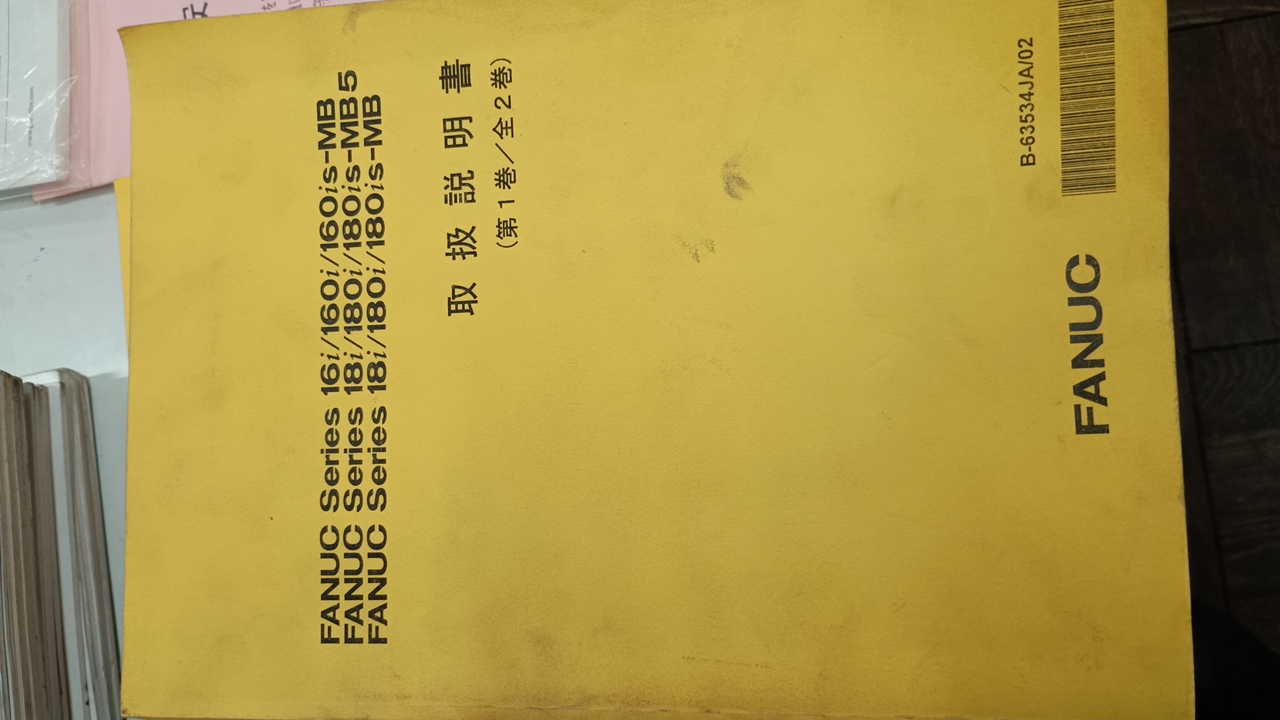 FANUC Series 16i/160i/160is-MB
FANUC Series 18i/180i/180is-MB5
FANUC Series 18i/180i/180is-MB
取扱説明書
(第1巻／全2巻)
B-63534JA/02
FANUC